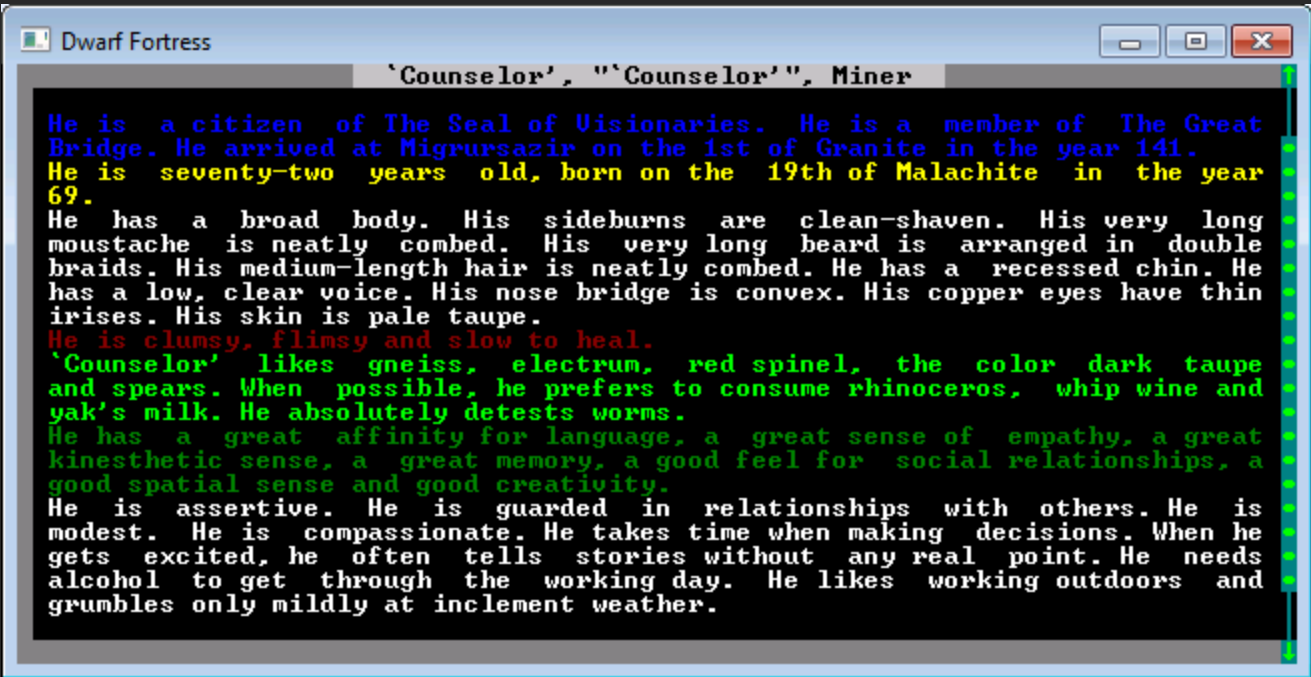 Dwarf Fortress
`Counselor', "`Counselor'", Miner
He is a citizen of The Seal of Visionaries. He is a member of The Great
Bridge. He arrived at Migrursazir on the 1st of Granite in the year 141.
He is seventy-two years old, born on the 19th of Malachite in the year
69.
He has a broad body. His sideburns are clean-shaven. His very long
moustache is neatly combed. His very long beard is arranged in double
braids. His medium-length hair is neatly combed. He has a recessed chin. He
has a low, clear voice. His nose bridge is convex. His copper eyes have thin
irises. His skin is pale taupe.
He is clumsy, flimsy and slow to heal.
`Counselor' likes gneiss, electrum, red spinel, the color dark taupe
and spears. When possible, he prefers to consume rhinoceros, whip wine and
yak's milk. He absolutely detests worms.
He has a great affinity for language, a great sense of empathy, a great
kinesthetic sense, a great memory, a good feel for social relationships, a
good spatial sense and good creativity.
He is assertive. He is guarded in relationships with others. He is
modest. He is compassionate. He takes time when making decisions. When he
gets excited, he often tells stories without any real point. He needs
alcohol to get through the working day. He likes working outdoors and
grumbles only mildly at inclement weather.